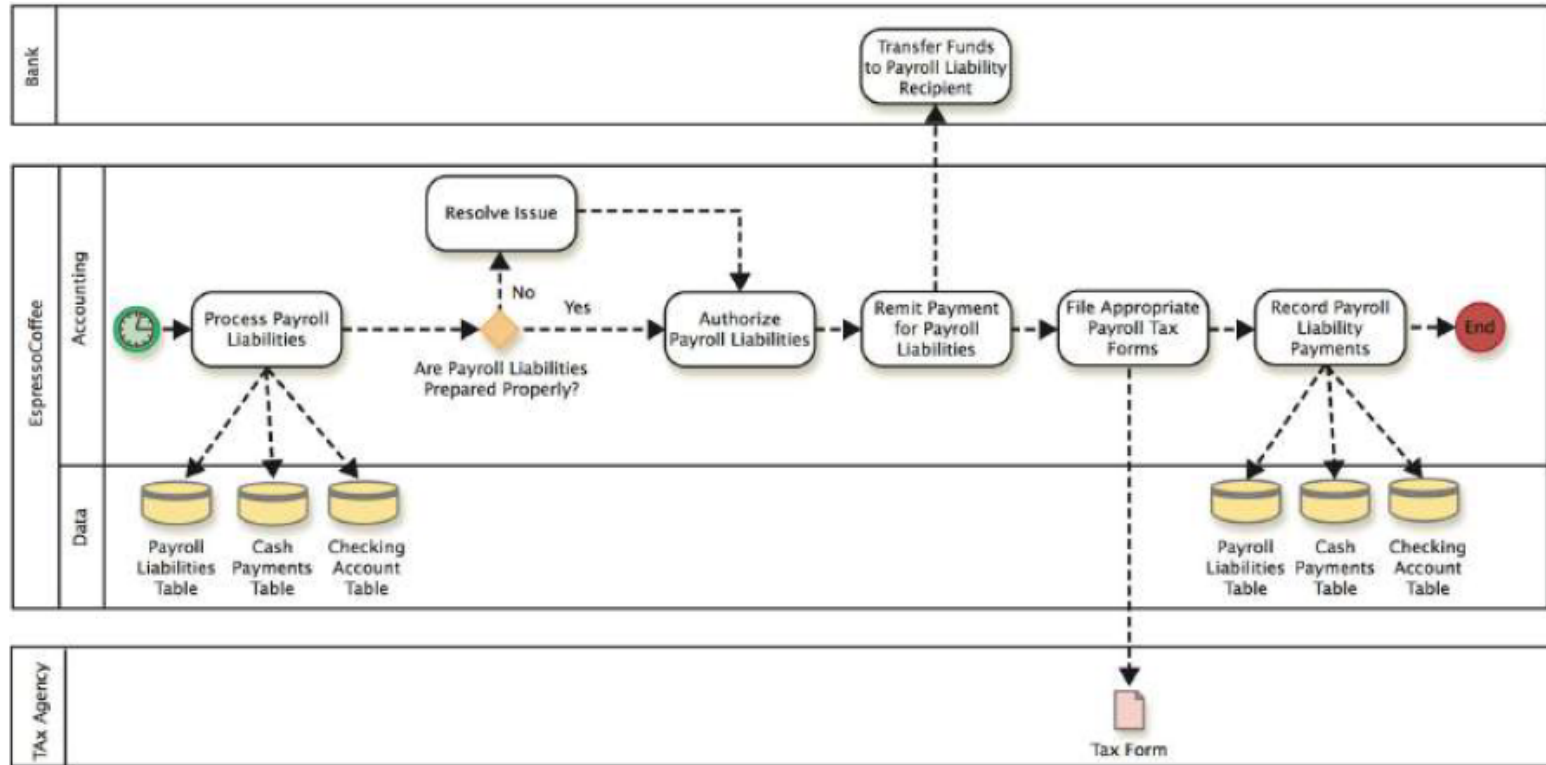 Bank
Transfer Funds
to Payroll Liability
Recipient
EspressoCoffee
Accounting
Resolve Issue
No
Yes
Process Payroll
Liabilities
Are Payroll Liabilities
Prepared Properly?
Authorize
Payroll Liabilities
Remit Payment
for Payroll
Liabilities
File Appropriate
Payroll Tax
Forms
Record Payroll
Liability
Payments
End
Data
Payroll
Liabilities
Table
Cash
Payments
Table
Checking
Account
Table
Payroll
Liabilities
Table
Cash
Payments
Table
Checking
Account
Table
TAx Agency
Tax Form